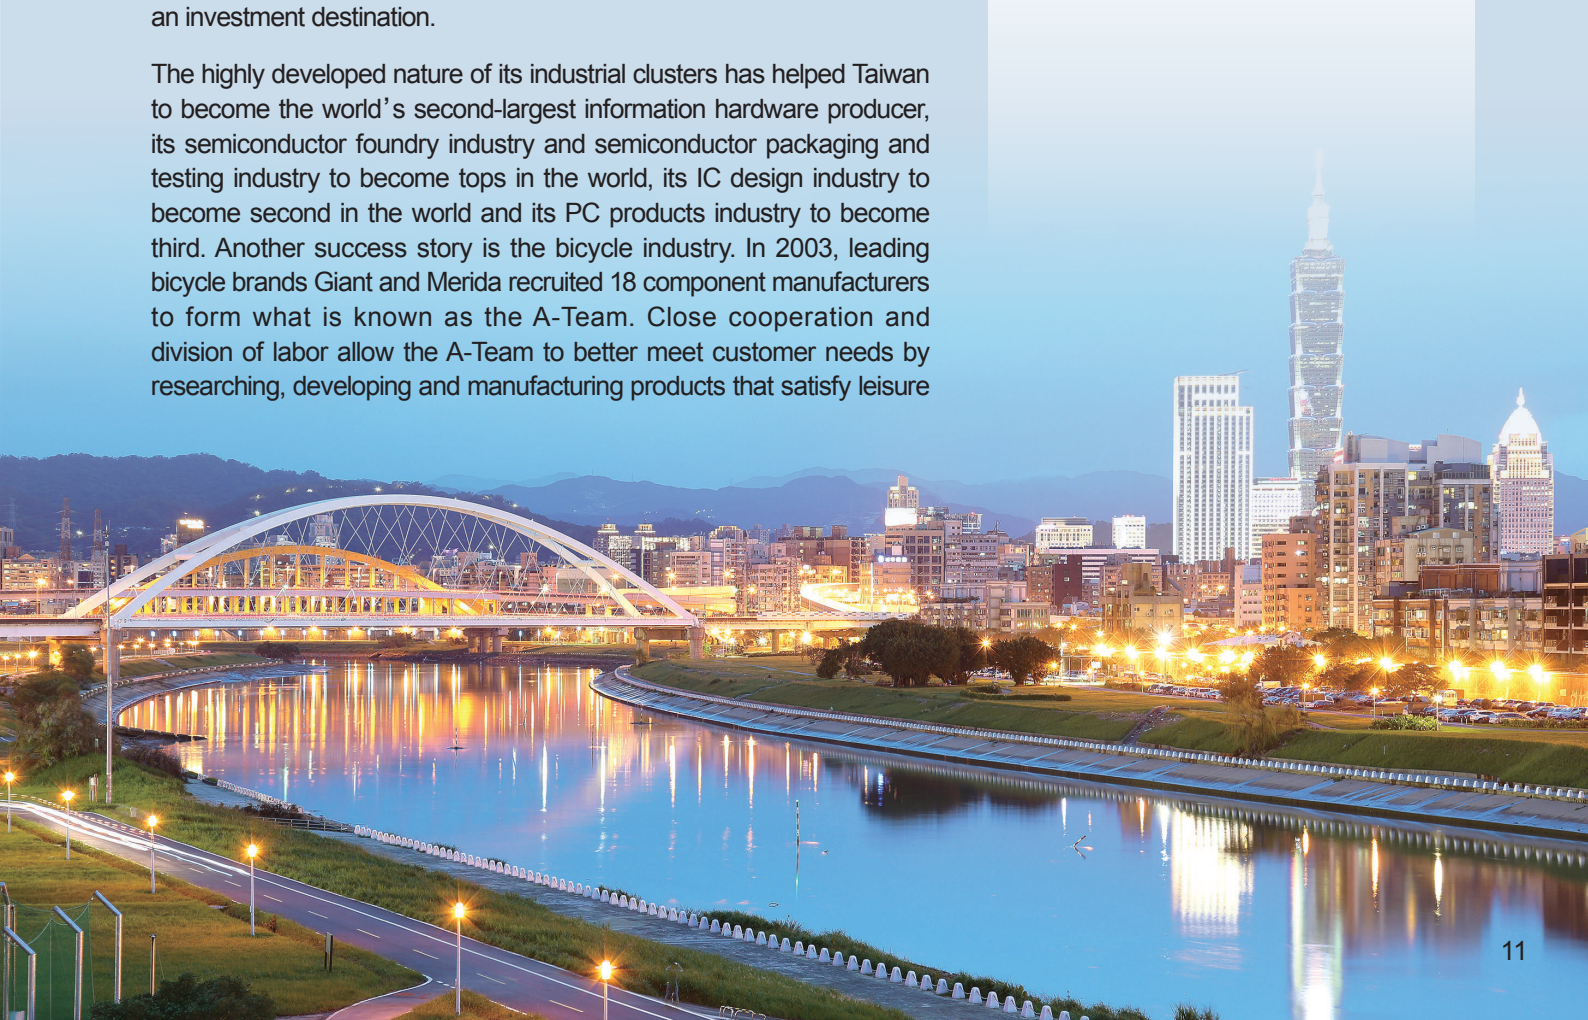 an investment destination.
The highly developed nature of its industrial clusters has helped Taiwan
to become the world’s second-largest information hardware producer,
its semiconductor foundry industry and semiconductor packaging and
testing industry to become tops in the world, its IC design industry to
become second in the world and its PC products industry to become
third. Another success story is the bicycle industry. In 2003, leading
bicycle brands Giant and Merida recruited 18 component manufacturers
to form what is known as the A-Team. Close cooperation and
division of labor allow the A-Team to better meet customer needs by
researching, developing and manufacturing products that satisfy leisure
11